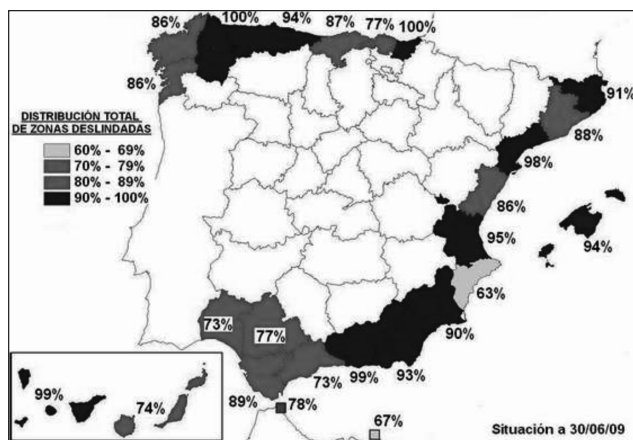 86% 100% 94% 87% 77% 100%
86%
DISTRIBUCIÓN TOTAL
DE ZONAS DESLINDADAS
60% - 69%
70% - 79%
80% - 89%
90% - 100%
91%
88%
98%
86%
95%
94%
63%
90%
73%
77%
73% 99% 93%
89% 78%
67%
99%
74%
Situación a 30/06/09